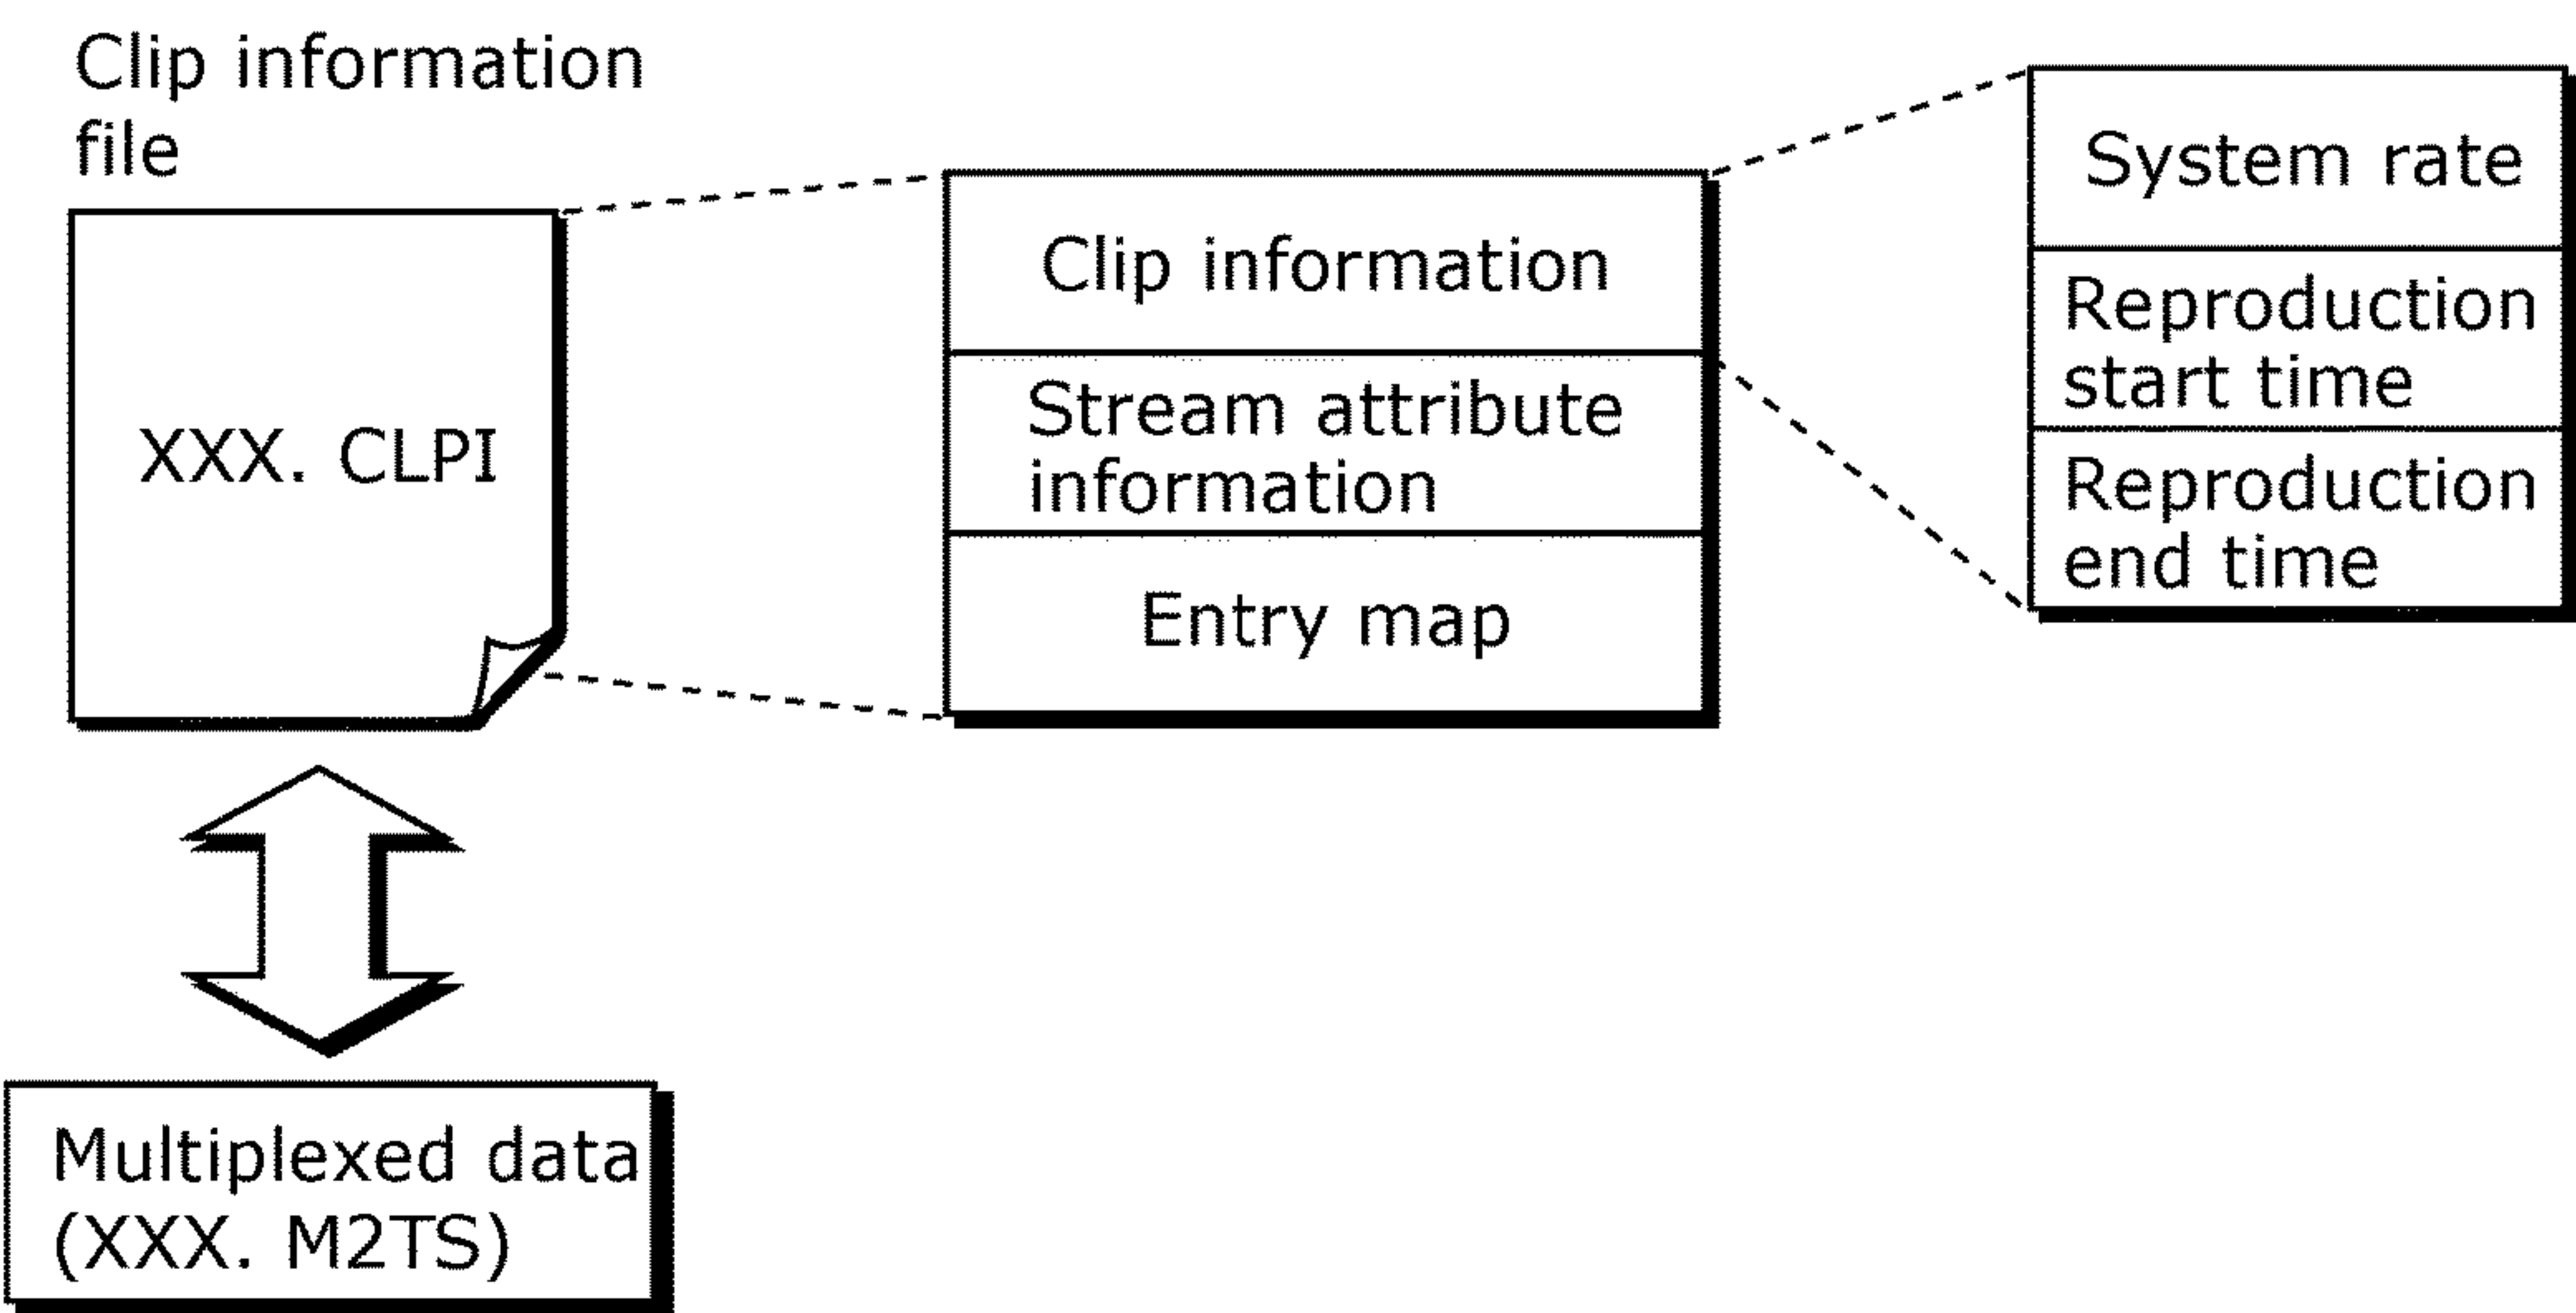 Clip information
file
XXX. CLPI
Clip information
Stream attribute
information
Entry map
System rate
Reproduction
start time
Reproduction
end time
Multiplexed data
(XXX. M2TS)